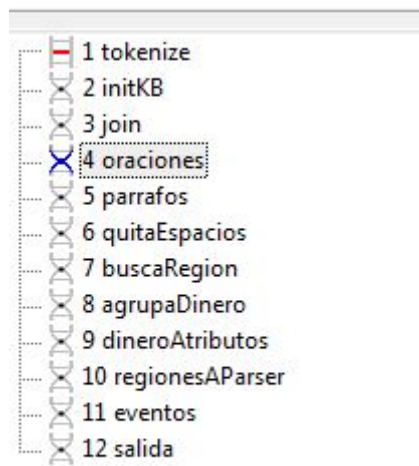 1 tokenize
2 initKB
3 join
4 oraciones
5 parrafos
6 quitaEspacios
7 buscaRegion
8 agrupaDinero
9 dineroAtributos
10 regionesAParser
11 eventos
12 salida